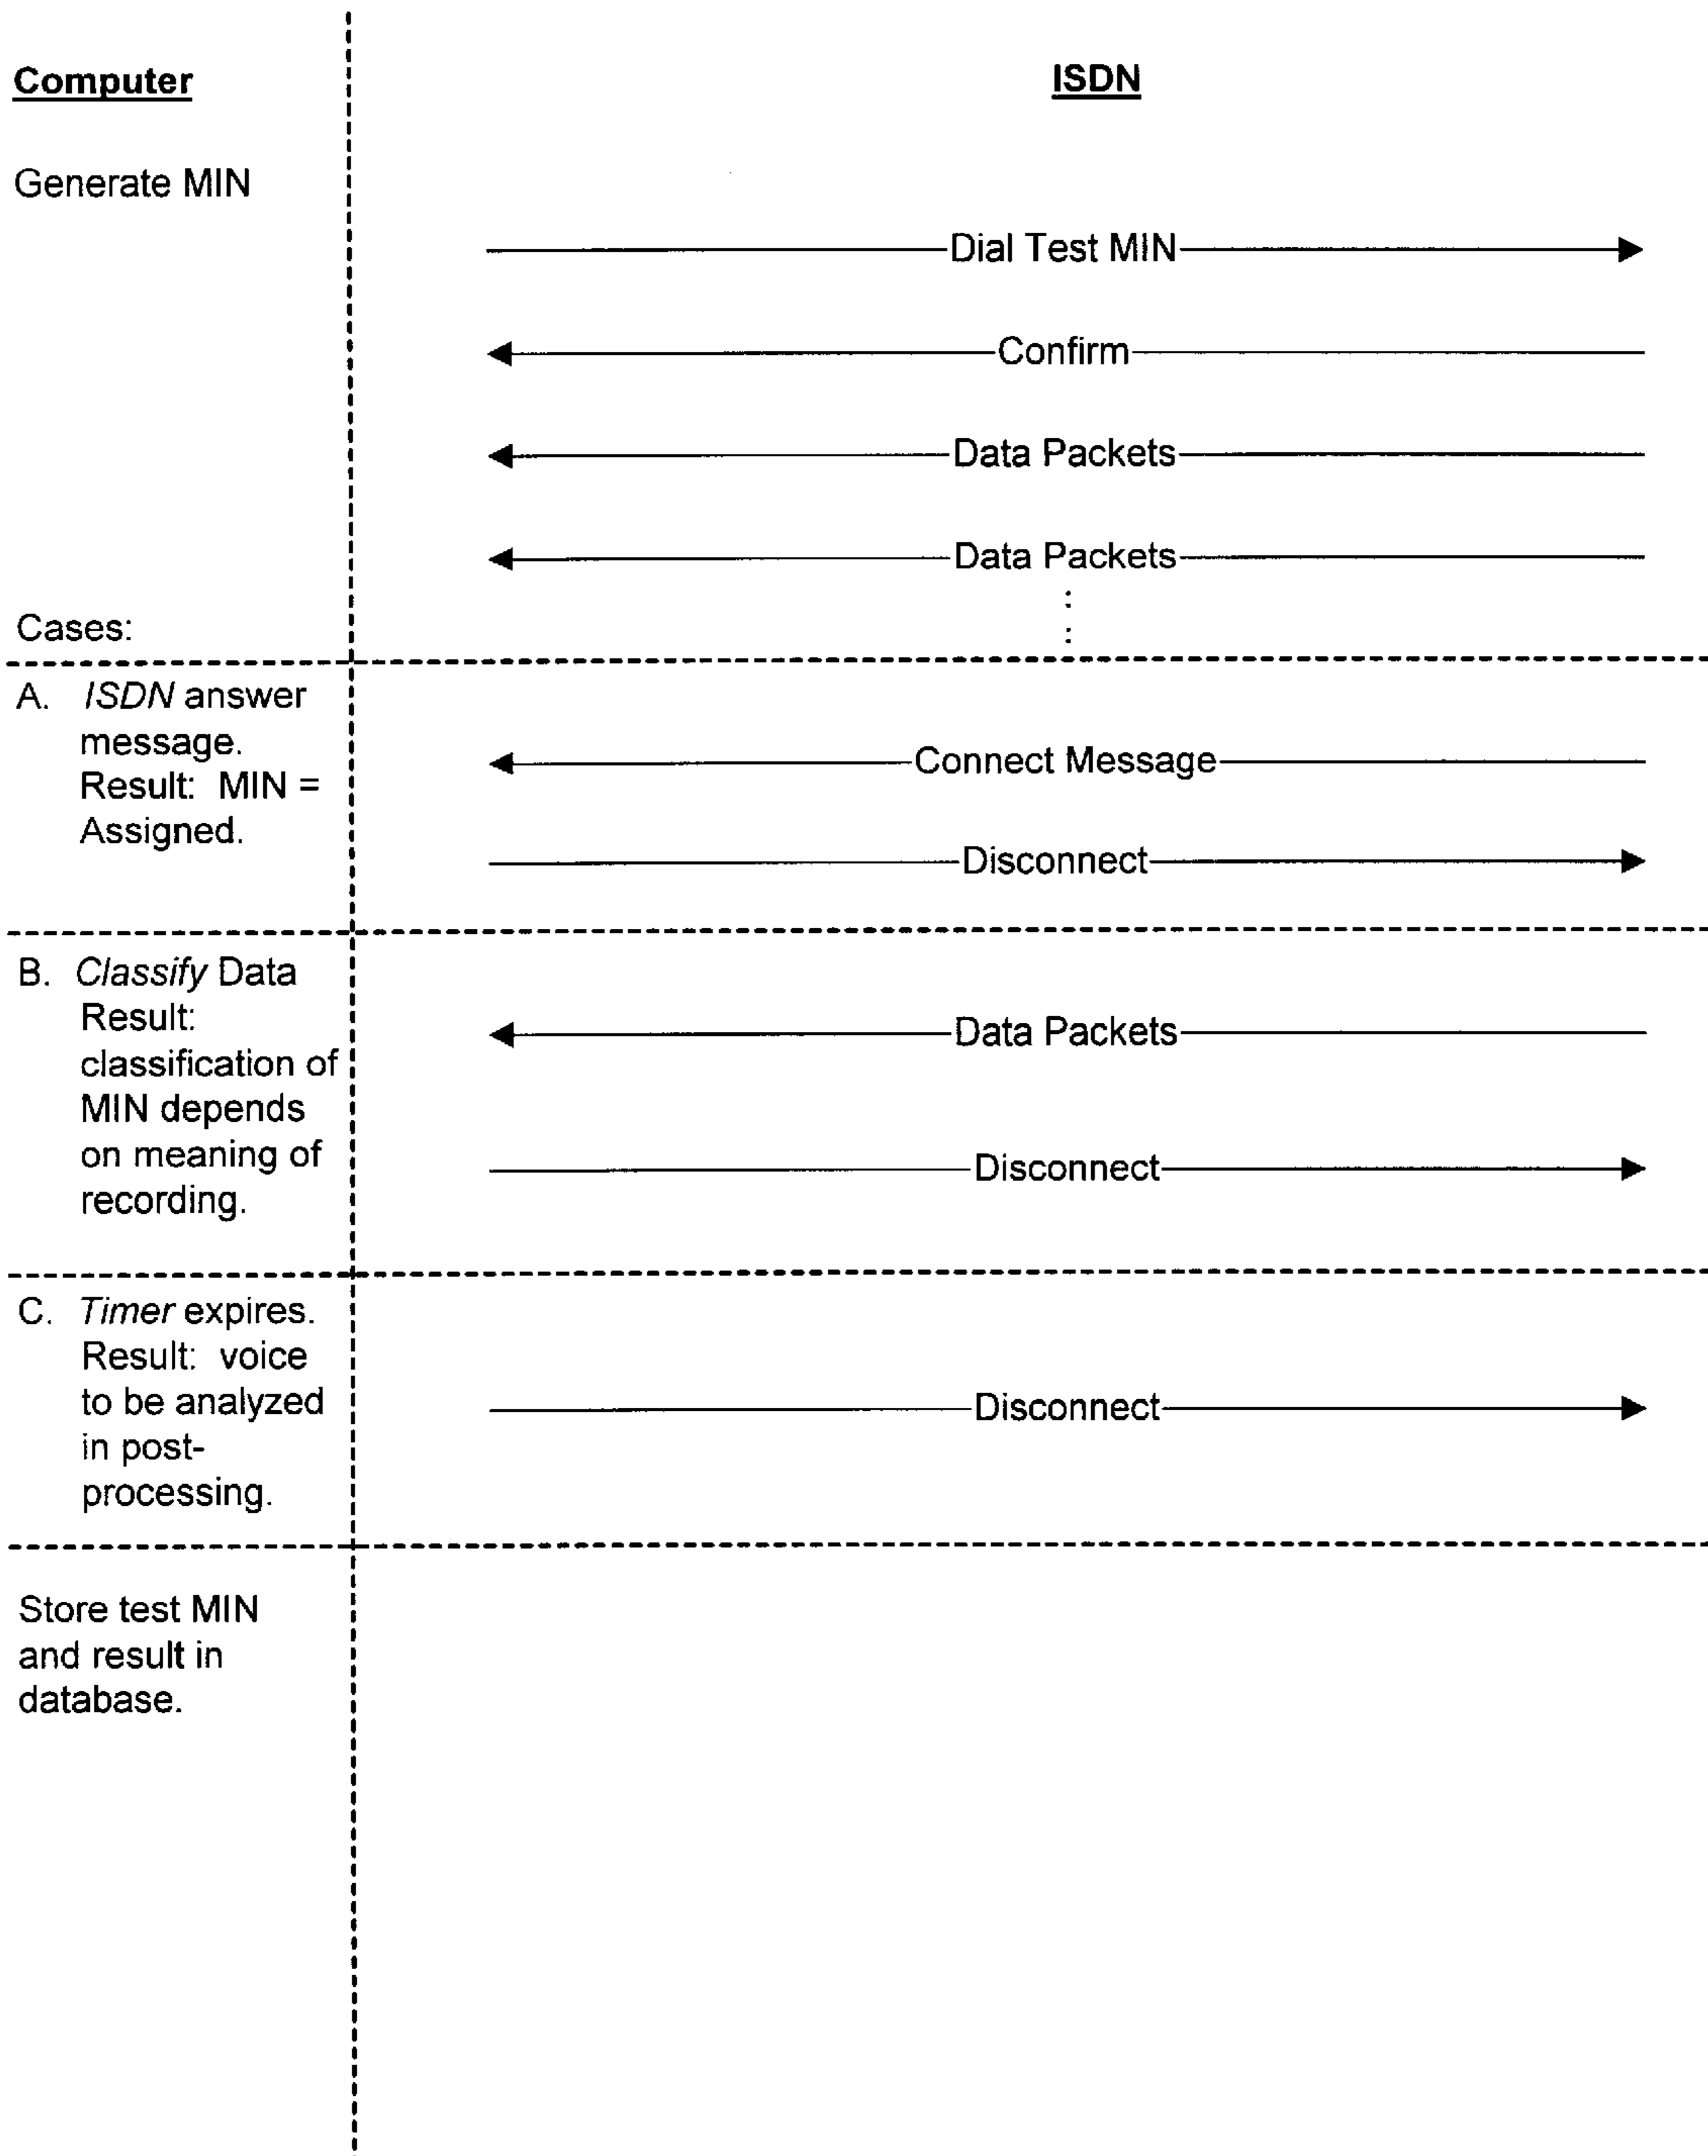 Computer
ISDN
Generate MIN
Dial Test MIN
Confirm
Data Packets
Data Packets
Cases:
A. ISDN answer
message.
Result: MIN =
Assigned.
Connect Message
Disconnect
B. Classify Data
Result:
classification of
MIN depends
on meaning of
recording.
Data Packets
Disconnect
C. Timer expires.
Result: voice
to be analyzed
in post-
processing.
Disconnect
Store test MIN
and result in
database.